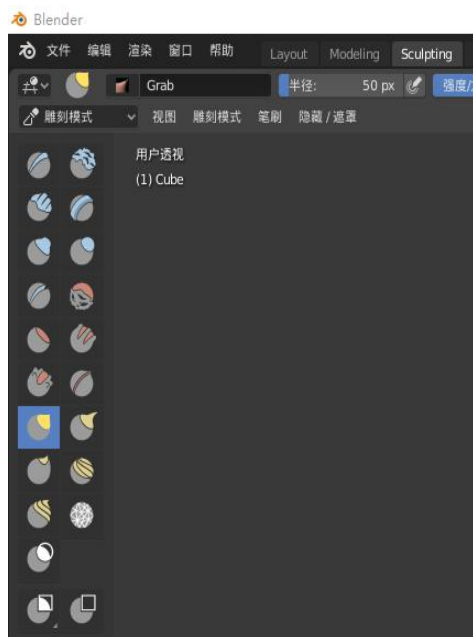 Blender
文件 编辑 渲染 窗口 帮助 Layout Modeling Sculpting
Grab 半径: 50 px 强度/
雕刻模式 视图 雕刻模式 笔刷 隐藏 / 遮罩
用户透视
(1) Cube